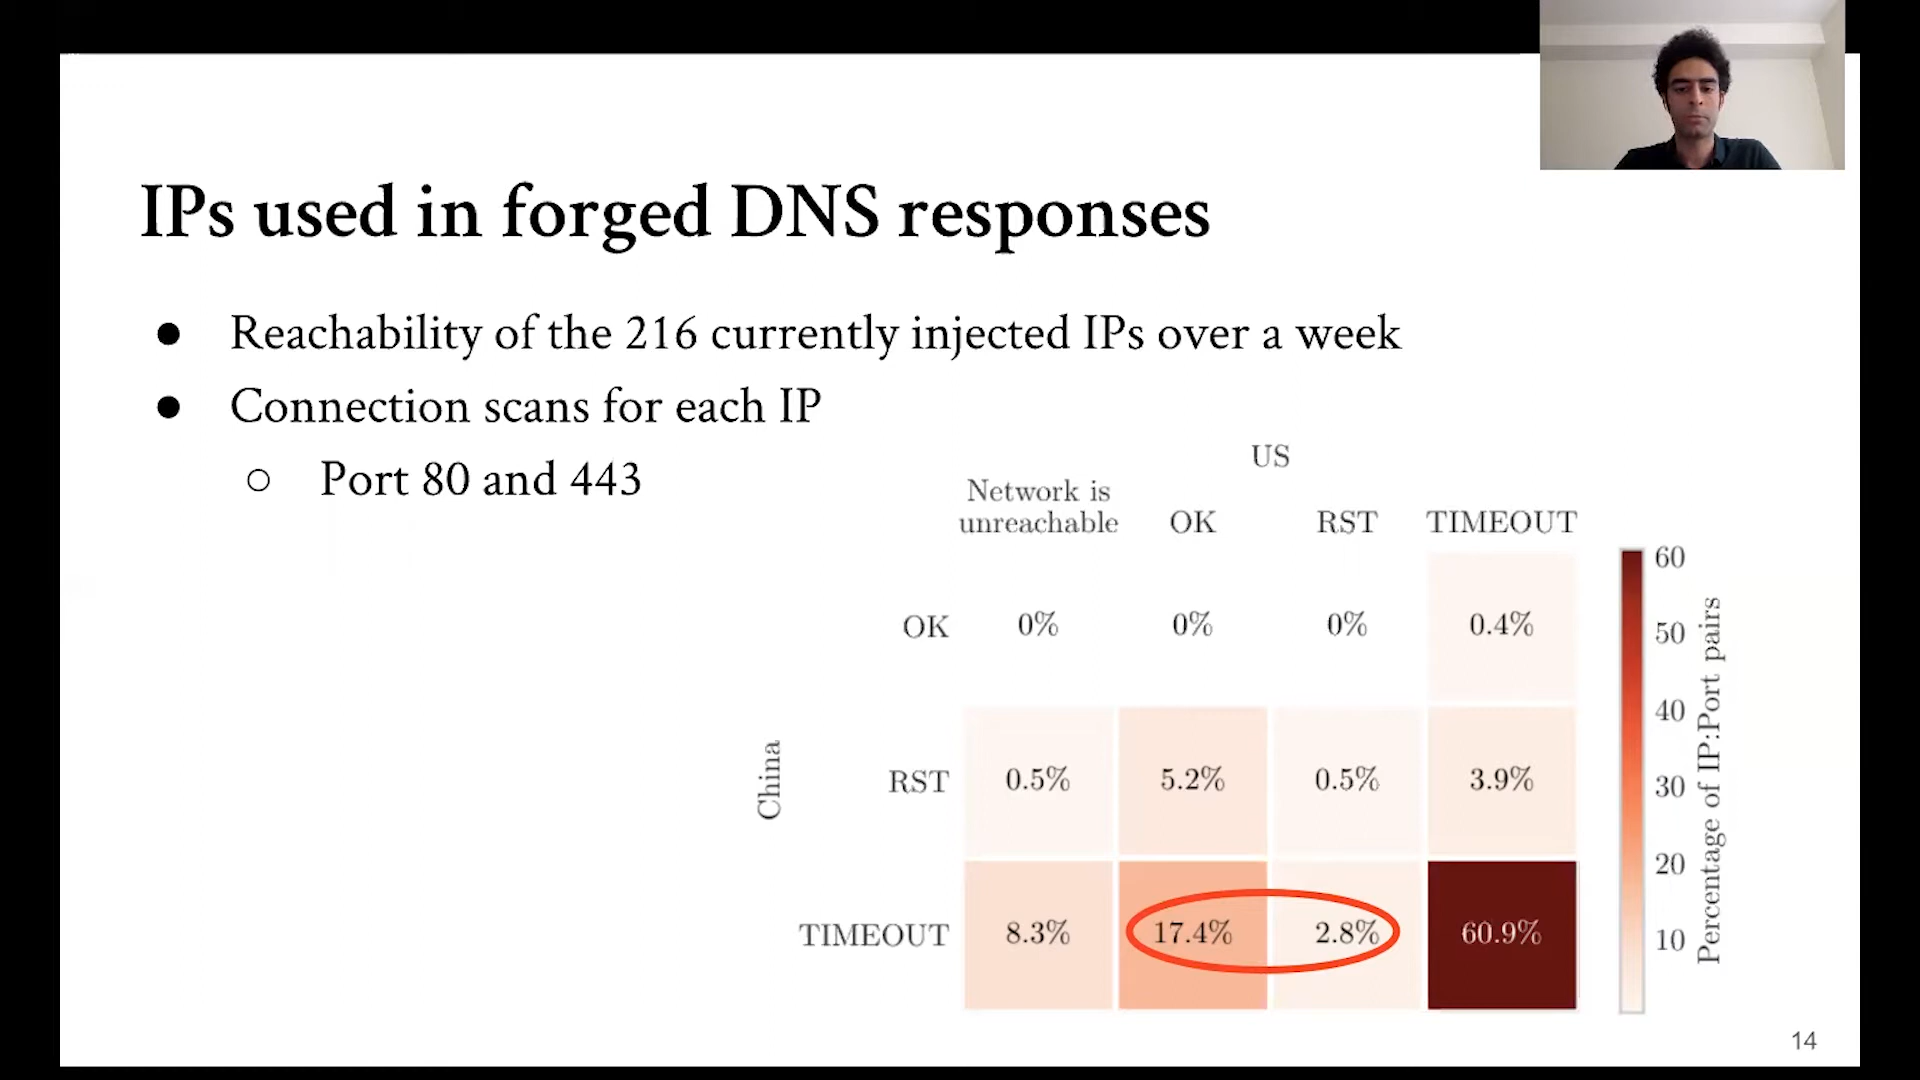 IPs used in forged DNS responses
● Reachability of the 216 currently injected IPs over a week
● Connection scans for each IP
○ Port 80 and 443
US
Network is
unreachable OK RST TIMEOUT
OK 0% 0% 0% 0.4%
China
RST 0.5% 5.2% 0.5% 3.9%
TIMEOUT 8.3% 17.4% 2.8% 60.9%
60
50
40
30
20
10
Percentage of IP:Port pairs
14